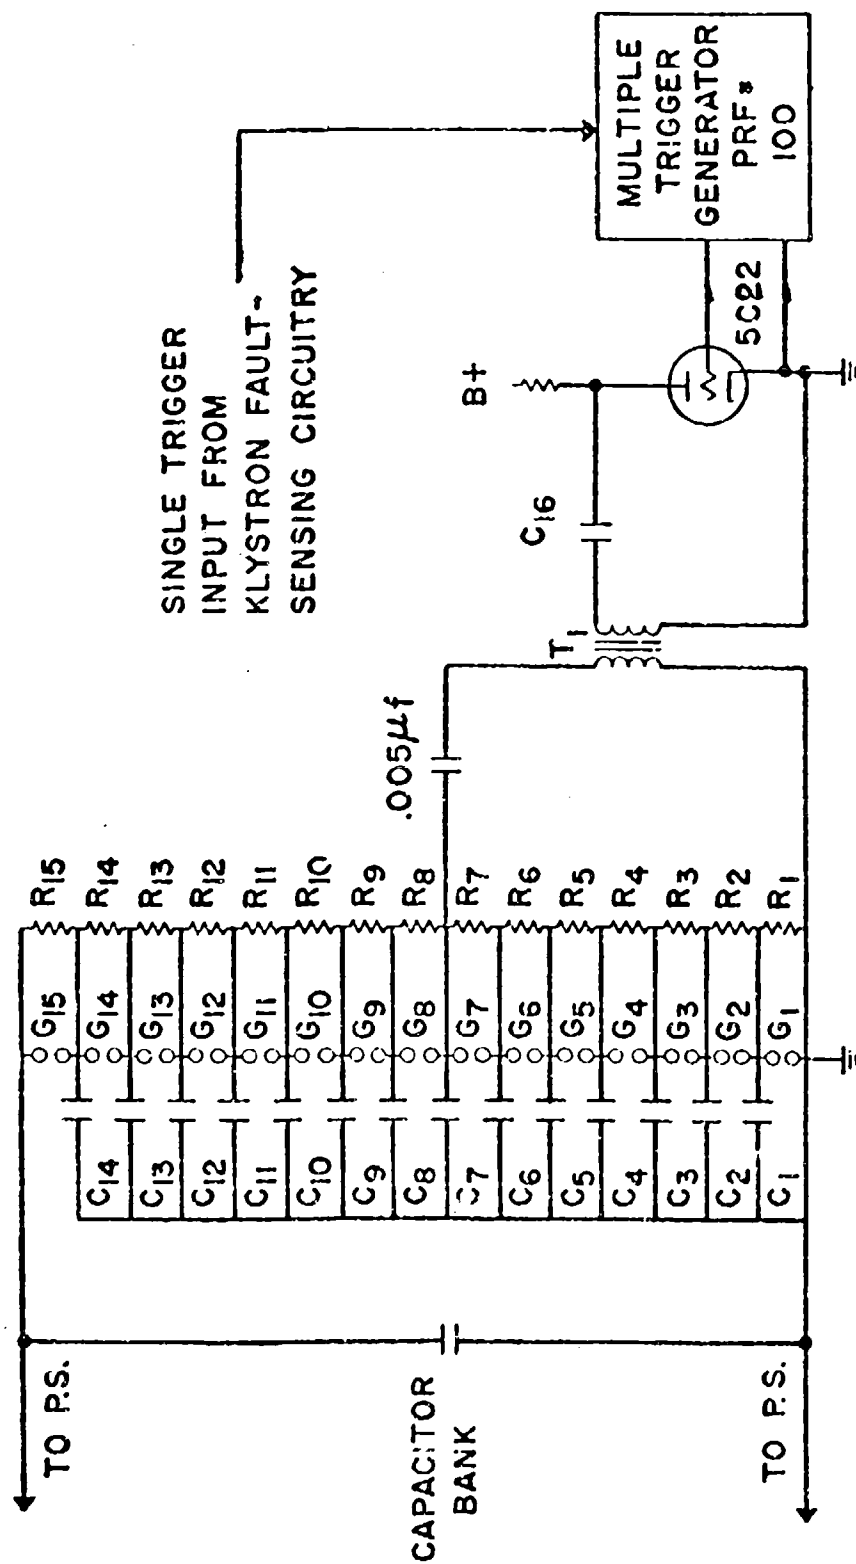 SINGLE TRIGGER
INPUT FROM
KLYSTRON FAULT-
SENSING CIRCUITRY
MULTIPLE
TRIGGER
GENERATOR
PRF=
100
B+
5C22
C16
T1
.005μf
R15
R14
R13
R12
R11
R10
R9
R8
R7
R6
R5
R4
R3
R2
R1
G15
G14
G13
G12
G11
G10
G9
G8
G7
G6
G5
G4
G3
G2
G1
C14
C13
C12
C11
C10
C9
C8
C7
C6
C5
C4
C3
C2
C1
TO P.S.
CAPACITOR
BANK
TO P.S.